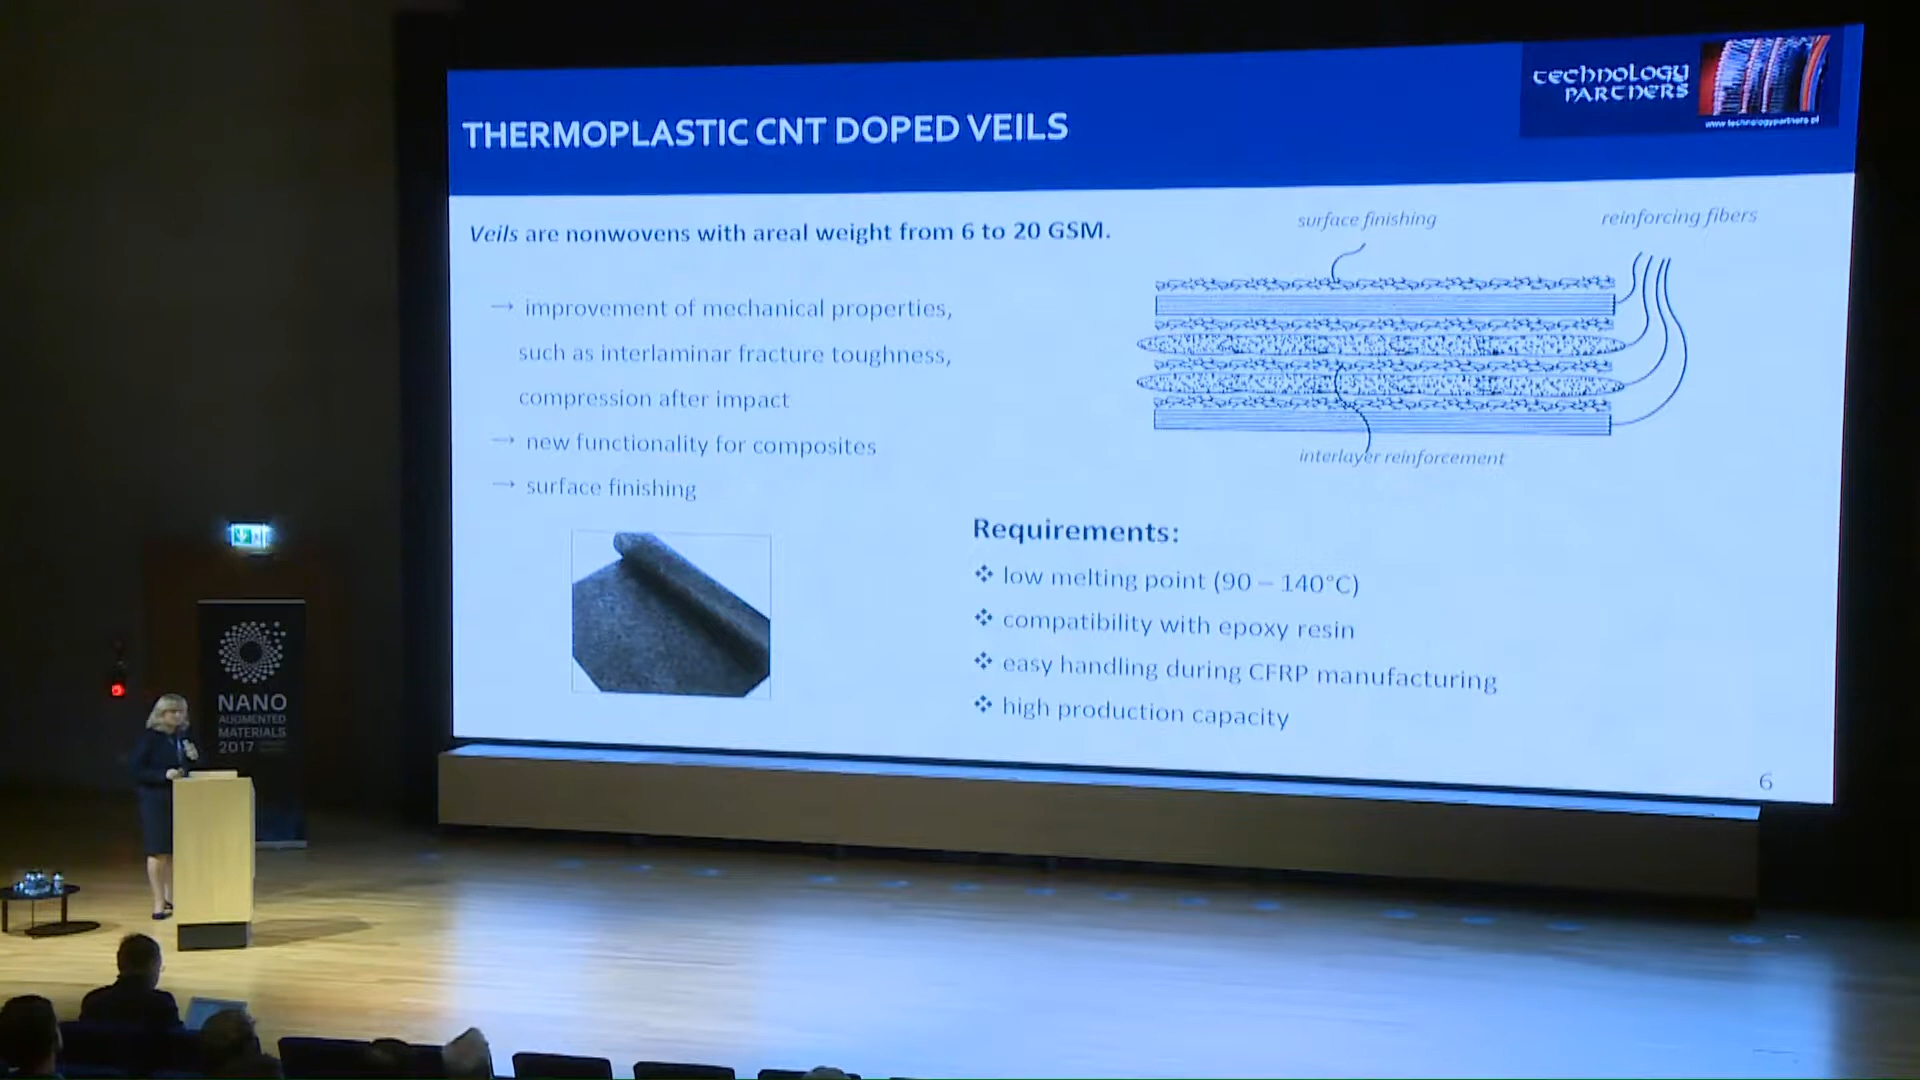 technology
partners
www.technologypartners.pl
THERMOPLASTIC CNT DOPED VEILS
Veils are nonwovens with areal weight from 6 to 20 GSM.
→ improvement of mechanical properties,
such as interlaminar fracture toughness,
compression after impact
→ new functionality for composites
→ surface finishing
surface finishing
reinforcing fibers
interlayer reinforcement
Requirements:
❖ low melting point (90 – 140°C)
❖ compatibility with epoxy resin
❖ easy handling during CFRP manufacturing
❖ high production capacity
6
NANO
AUGMENTED
MATERIALS
2017